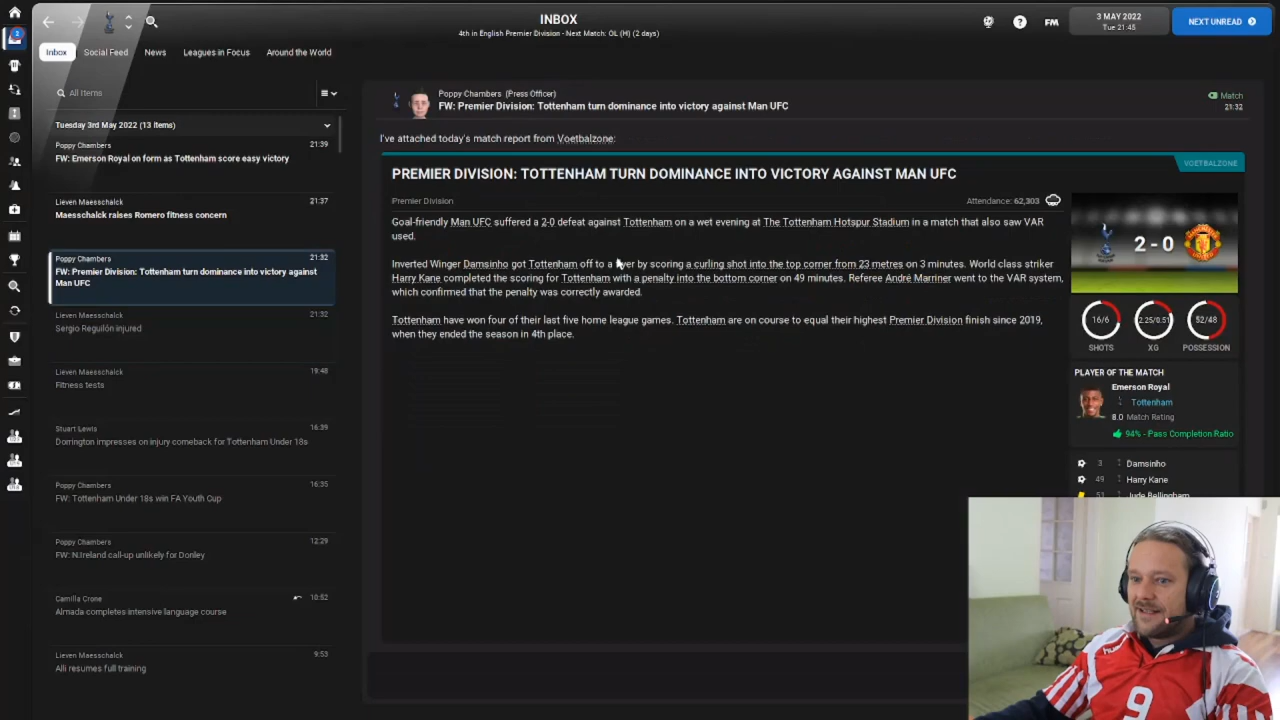 INBOX
4th in English Premier Division - Next Match: OL (H) (2 days)
FM
3 MAY 2022
Tue 21:45
NEXT UNREAD
Inbox
Social Feed
News
Leagues in Focus
Around the World
All Items
Tuesday 3rd May 2022 (13 Items)
Poppy Chambers
21:39
FW: Emerson Royal on form as Tottenham score easy victory
Lieven Maesschalck
21:37
Maesschalck raises Romero fitness concern
Poppy Chambers
21:32
FW: Premier Division: Tottenham turn dominance into victory against
Man UFC
Lieven Maesschalck
21:32
Sergio Reguilón injured
Lieven Maesschalck
19:48
Fitness tests
Stuart Lewis
16:39
Dorrington impresses on injury comeback for Tottenham Under 18s
Poppy Chambers
16:35
FW: Tottenham Under 18s win FA Youth Cup
Poppy Chambers
12:29
FW: N.Ireland call-up unlikely for Donley
Camilla Crone
10:52
Almada completes intensive language course
Lieven Maesschalck
9:53
Alli resumes full training
Poppy Chambers (Press Officer)
FW: Premier Division: Tottenham turn dominance into victory against Man UFC
Match
21:32
I've attached today's match report from Voetbalzone:
VOETBALZONE
PREMIER DIVISION: TOTTENHAM TURN DOMINANCE INTO VICTORY AGAINST MAN UFC
Premier Division
Attendance: 62,303
Goal-friendly Man UFC suffered a 2-0 defeat against Tottenham on a wet evening at The Tottenham Hotspur Stadium in a match that also saw VAR
used.
Inverted Winger Damsinho got Tottenham off to a flyer by scoring a curling shot into the top corner from 23 metres on 3 minutes. World class striker
Harry Kane completed the scoring for Tottenham with a penalty into the bottom corner on 49 minutes. Referee André Marriner went to the VAR system,
which confirmed that the penalty was correctly awarded.
Tottenham have won four of their last five home league games. Tottenham are on course to equal their highest Premier Division finish since 2019,
when they ended the season in 4th place.
2 - 0
16/6
2.25/0.51
52/48
SHOTS
XG
POSSESSION
PLAYER OF THE MATCH
Emerson Royal
Tottenham
8.0 Match Rating
94% - Pass Completion Ratio
3 Damsinho
49 Harry Kane
51 Jude Bellingham
hummel
9